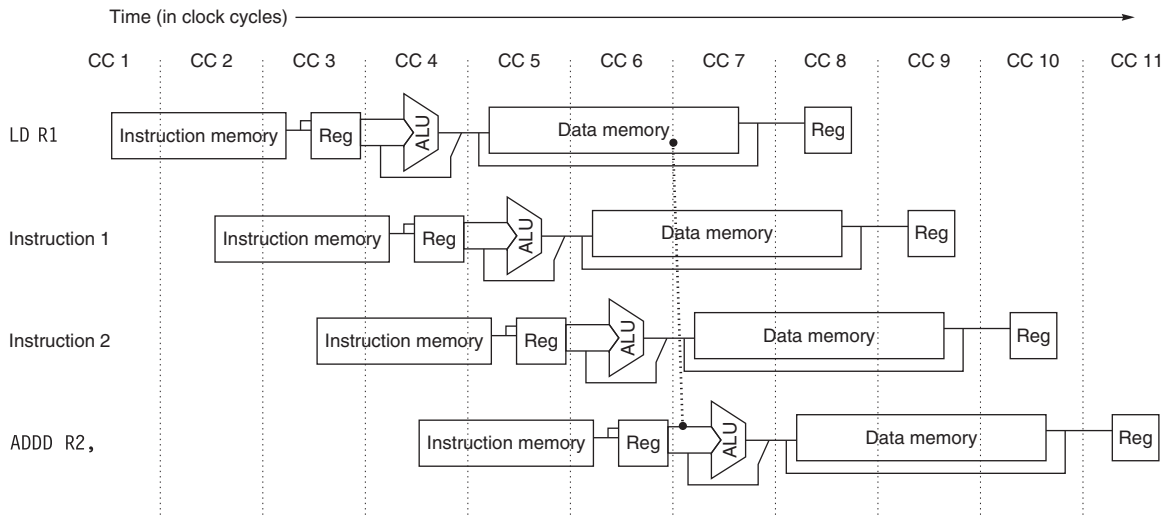 Time (in clock cycles)
CC 1 CC 2 CC 3 CC 4 CC 5 CC 6 CC 7 CC 8 CC 9 CC 10 CC 11
LD R1 Instruction memory Reg ALU Data memory Reg
Instruction 1 Instruction memory Reg ALU Data memory Reg
Instruction 2 Instruction memory Reg ALU Data memory Reg
ADDD R2, Instruction memory Reg ALU Data memory Reg